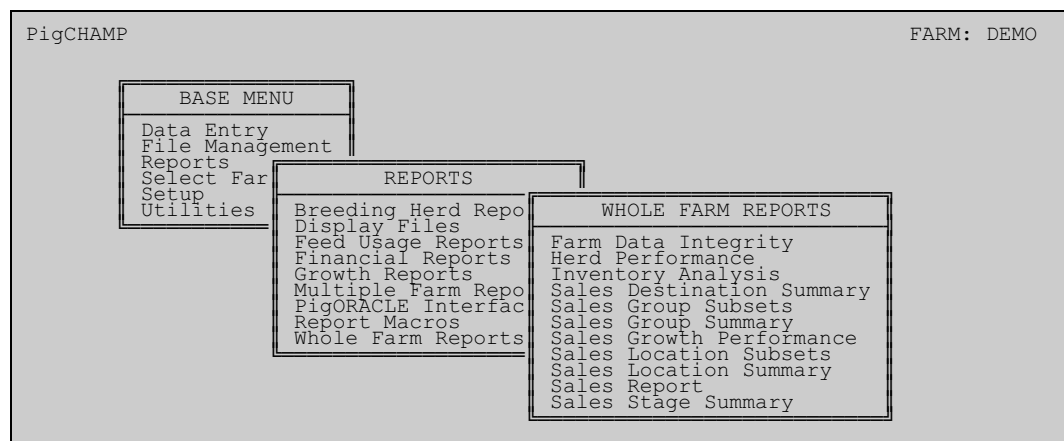 PigCHAMP FARM: DEMO
BASE MENU
Data Entry
File Management
Reports
Select Far
Setup
Utilities
REPORTS
Breeding Herd Repo
Display Files
Feed Usage Reports
Financial Reports
Growth Reports
Multiple Farm Repo
PigORACLE Interfac
Report Macros
Whole Farm Reports
WHOLE FARM REPORTS
Farm Data Integrity
Herd Performance
Inventory Analysis
Sales Destination Summary
Sales Group Subsets
Sales Group Summary
Sales Growth Performance
Sales Location Subsets
Sales Location Summary
Sales Report
Sales Stage Summary